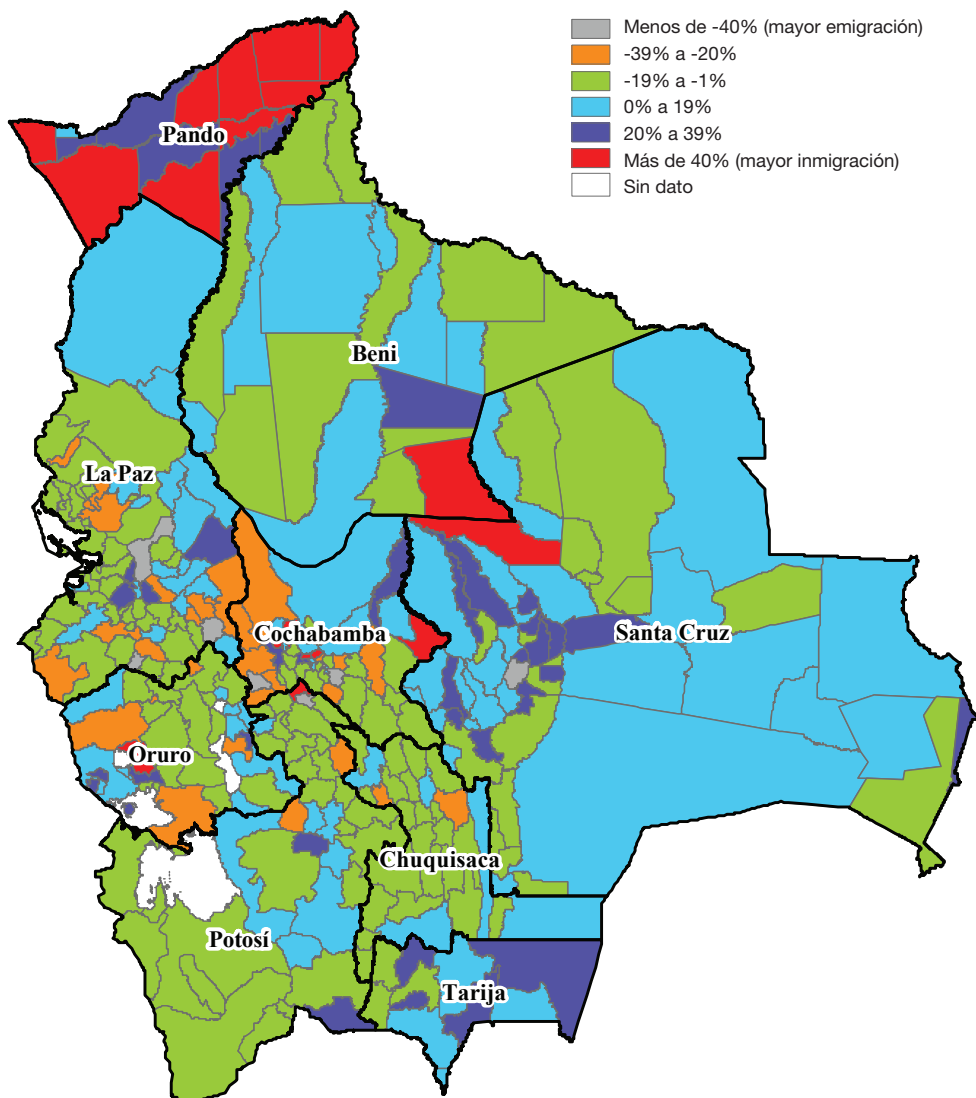 Menos de -40% (mayor emigración)
-39% a -20%
-19% a -1%
0% a 19%
20% a 39%
Más de 40% (mayor inmigración)
Sin dato
Pando
Beni
La Paz
Cochabamba
Santa Cruz
Oruro
Chuquisaca
Potosí
Tarija